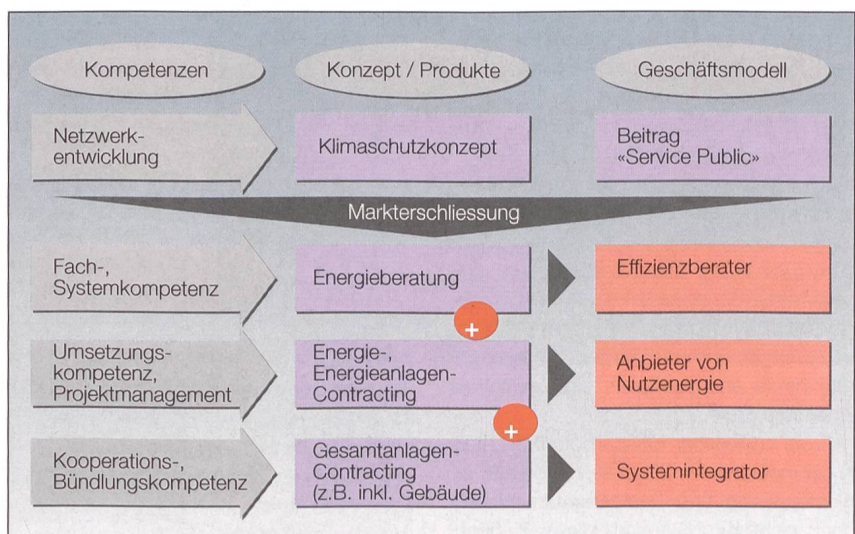 Kompetenzen
Konzept / Produkte
Geschäftsmodell
Netzwerk-
entwicklung
Klimaschutzkonzept
Beitrag
«Service Public»
Markterschliessung
Fach-,
Systemkompetenz
Energieberatung
Effizienzberater
+
Umsetzungs-
kompetenz,
Projektmanagement
Energie-,
Energieanlagen-
Contracting
Anbieter von
Nutzenergie
+
Kooperations-,
Bündlungskompetenz
Gesamtanlagen-
Contracting
(z.B. inkl. Gebäude)
Systemintegrator